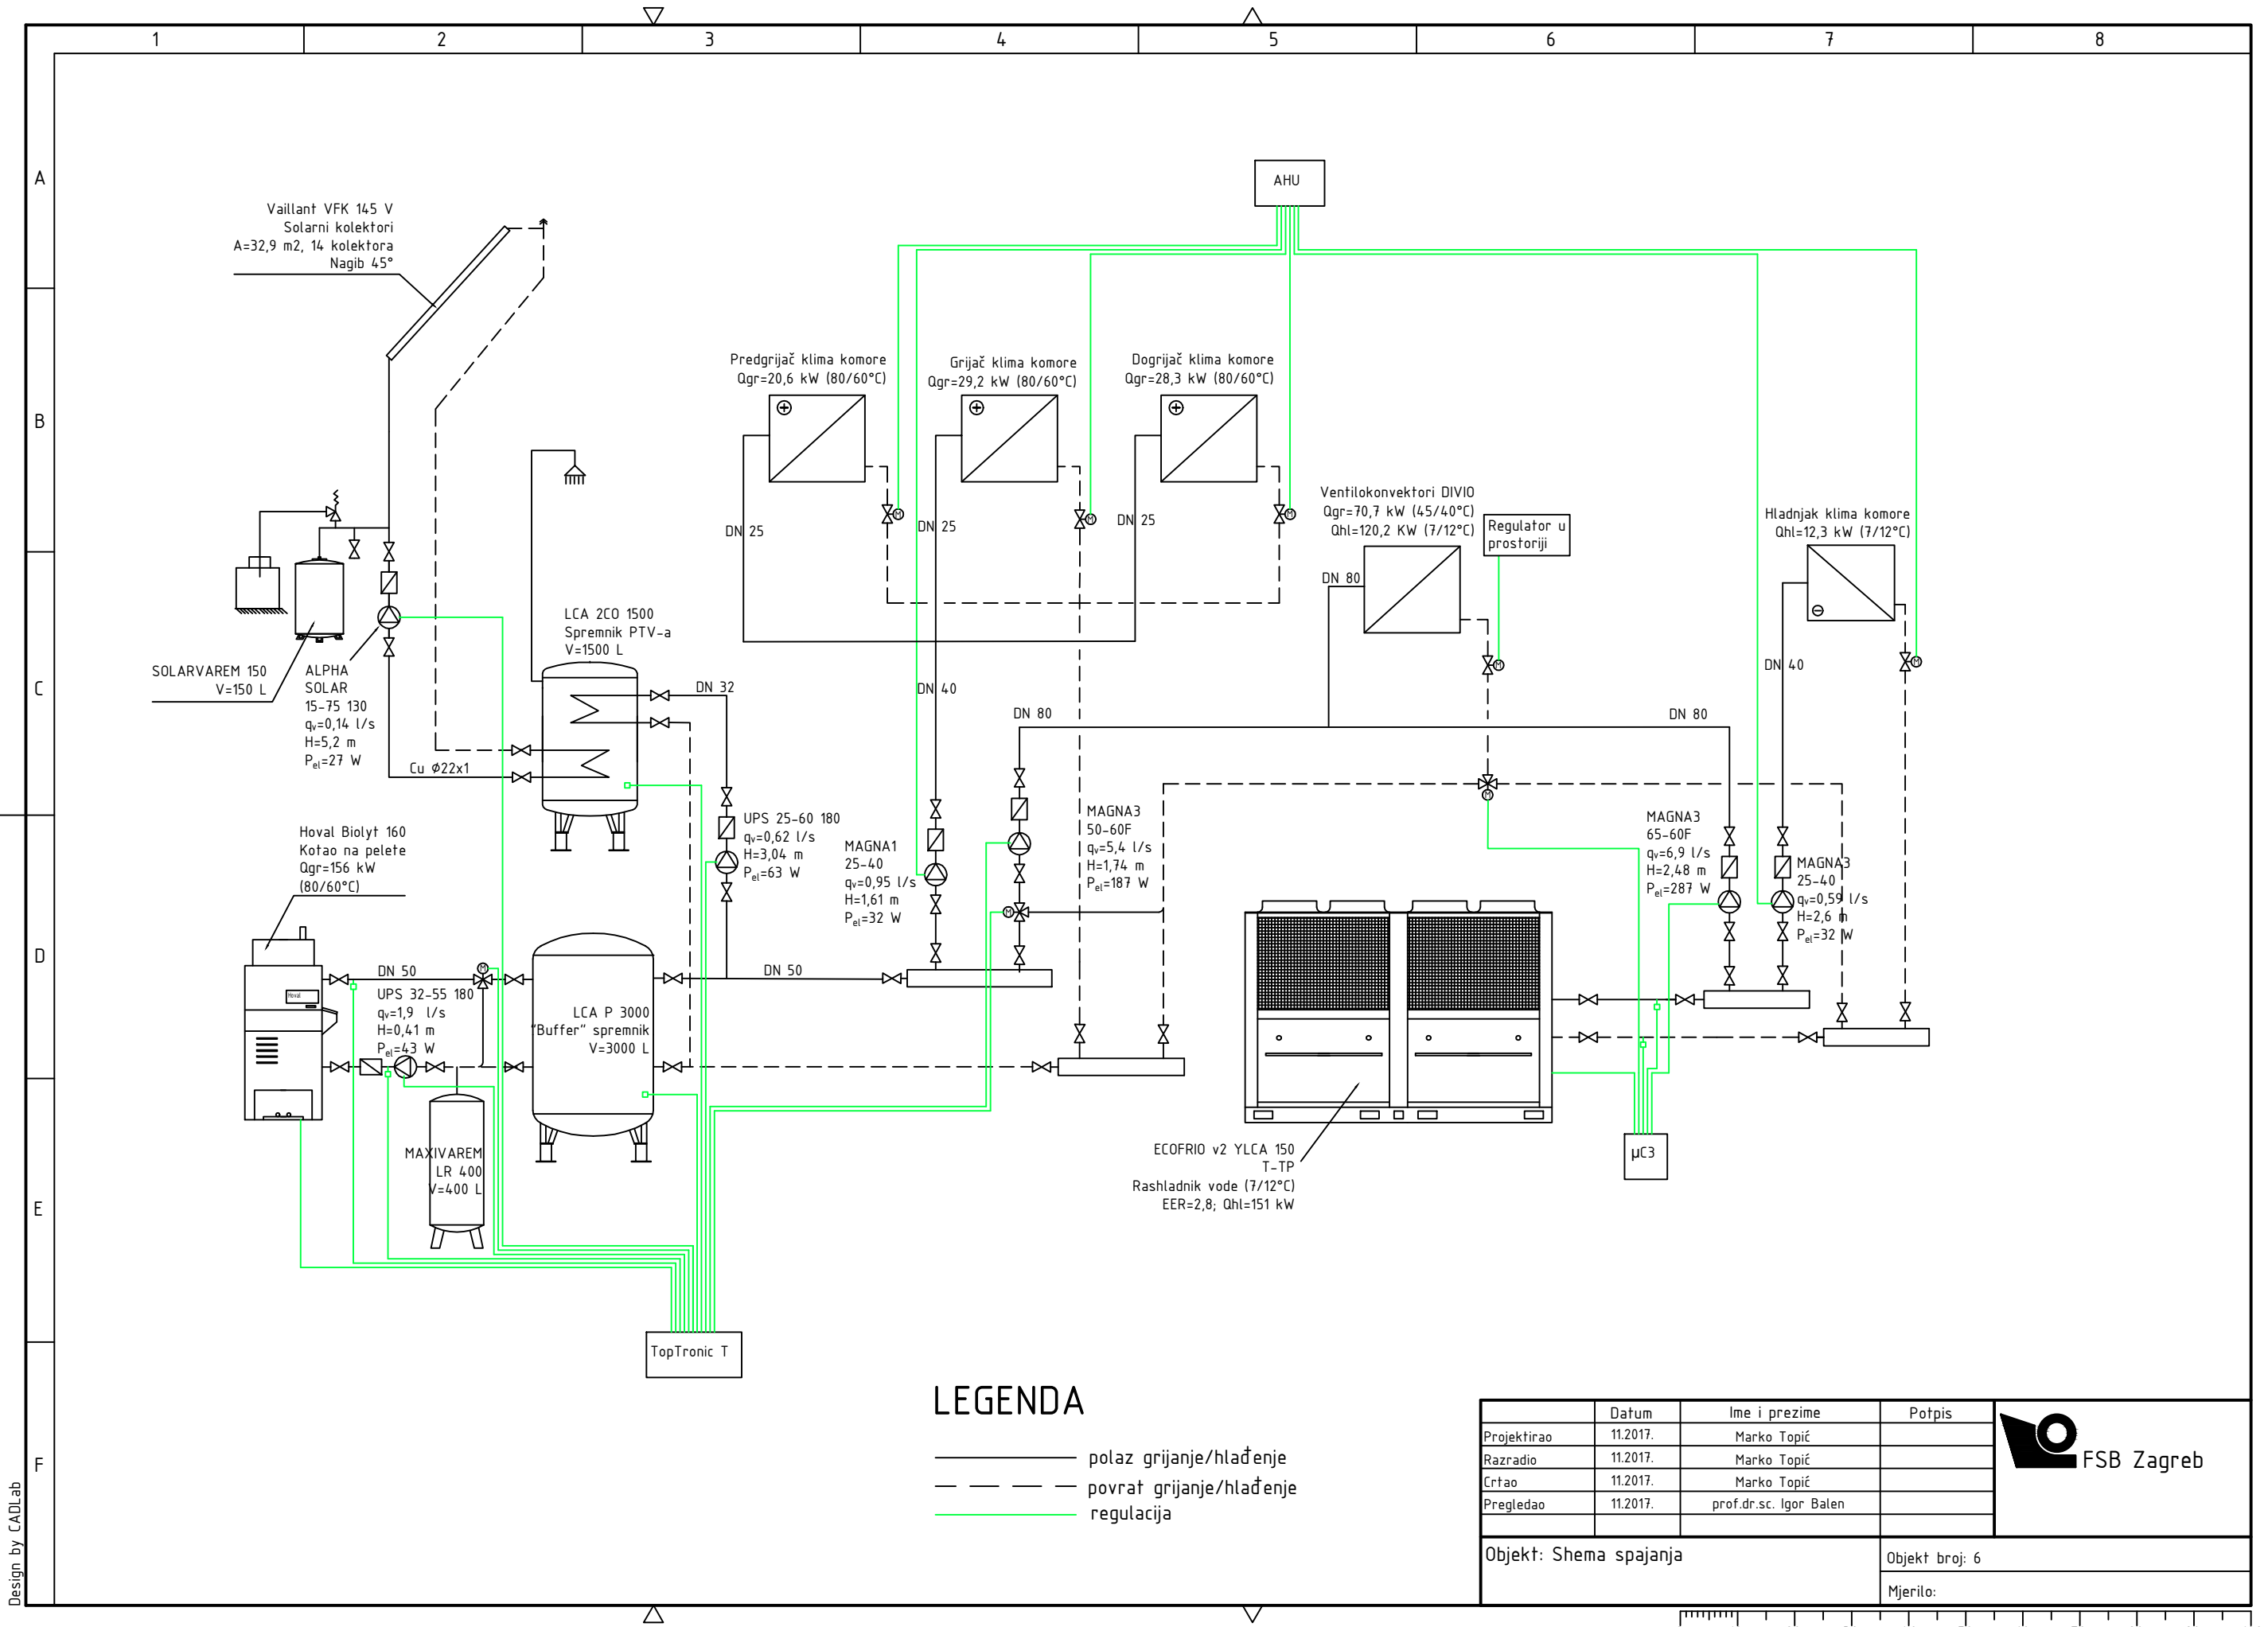 1 2 3 4 5 6 7 8
A
B
C
D
E
F
AHU
Vaillant VFK 145 V
Solarni kolektori
A=32,9 m2, 14 kolektora
Nagib 45°
Predgrijač klima komore
Qgr=20,6 kW (80/60°C)
Grijač klima komore
Qgr=29,2 kW (80/60°C)
Dogrijač klima komore
Qgr=28,3 kW (80/60°C)
Ventilokonvektori DIVIO
Qgr=70,7 kW (45/40°C)
Qhl=120,2 KW (7/12°C)
Regulator u
prostoriji
Hladnjak klima komore
Qhl=12,3 kW (7/12°C)
DN 25
DN 25
DN 25
DN 80
DN 40
SOLARVAREM 150
V=150 L
ALPHA
SOLAR
15-75 130
qv=0,14 l/s
H=5,2 m
Pel=27 W
LCA 2CO 1500
Spremnik PTV-a
V=1500 L
DN 32
DN 40
DN 80
DN 80
Cu Ø22x1
Hoval Biolyt 160
Kotao na pelete
Qgr=156 kW
(80/60°C)
Hoval
UPS 25-60 180
qv=0,62 l/s
H=3,04 m
Pel=63 W
MAGNA1
25-40
qv=0,95 l/s
H=1,61 m
Pel=32 W
MAGNA3
50-60F
qv=5,4 l/s
H=1,74 m
Pel=187 W
MAGNA3
65-60F
qv=6,9 l/s
H=2,48 m
Pel=287 W
MAGNA3
25-40
qv=0,59 l/s
H=2,6 m
Pel=32 W
DN 50
UPS 32-55 180
qv=1,9 l/s
H=0,41 m
Pel=43 W
LCA P 3000
"Buffer" spremnik
V=3000 L
DN 50
MAXIVAREM
LR 400
V=400 L
ECOFRIO v2 YLCA 150
T-TP
Rashladnik vode (7/12°C)
EER=2,8; Qhl=151 kW
µC3
TopTronic T
M
M
M
M
M
M
M
M
LEGENDA
polaz grijanje/hlađenje
povrat grijanje/hlađenje
regulacija
Datum Ime i prezime Potpis
Projektirao 11.2017. Marko Topić
Razradio 11.2017. Marko Topić
Crtao 11.2017. Marko Topić
Pregledao 11.2017. prof.dr.sc. Igor Balen
FSB Zagreb
Objekt: Shema spajanja
Objekt broj: 6
Mjerilo:
Design by CADLab